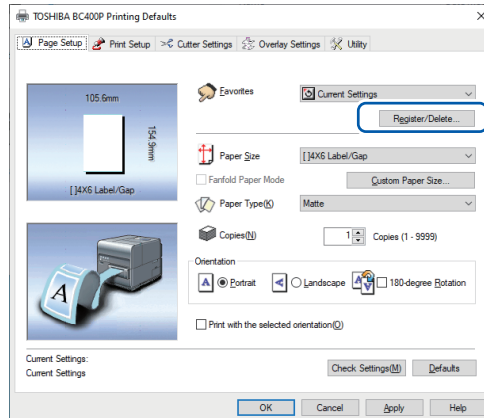 TOSHIBA BC400P Printing Defaults
Page Setup Print Setup Cutter Settings Overlay Settings Utility
105.6mm
154.9mm
[ ]4X6 Label/Gap
Favorites Current Settings
Register/Delete...
Paper Size [ ]4X6 Label/Gap
Fanfold Paper Mode Custom Paper Size...
Paper Type(K) Matte
Copies(N) 1 Copies (1 - 9999)
Orientation
A Portrait A Landscape A 180-degree Rotation
Print with the selected orientation(O)
A
Current Settings:
Current Settings
Check Settings(M) Defaults
OK Cancel Apply Help